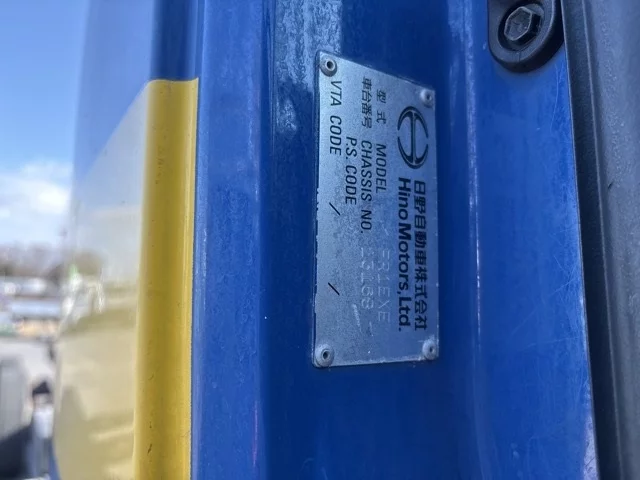 日野自動車株式会社
Hino Motors, Ltd.
型式 MODEL
車台番号 CHASSIS NO.
VTA CODE / P.S. CODE /